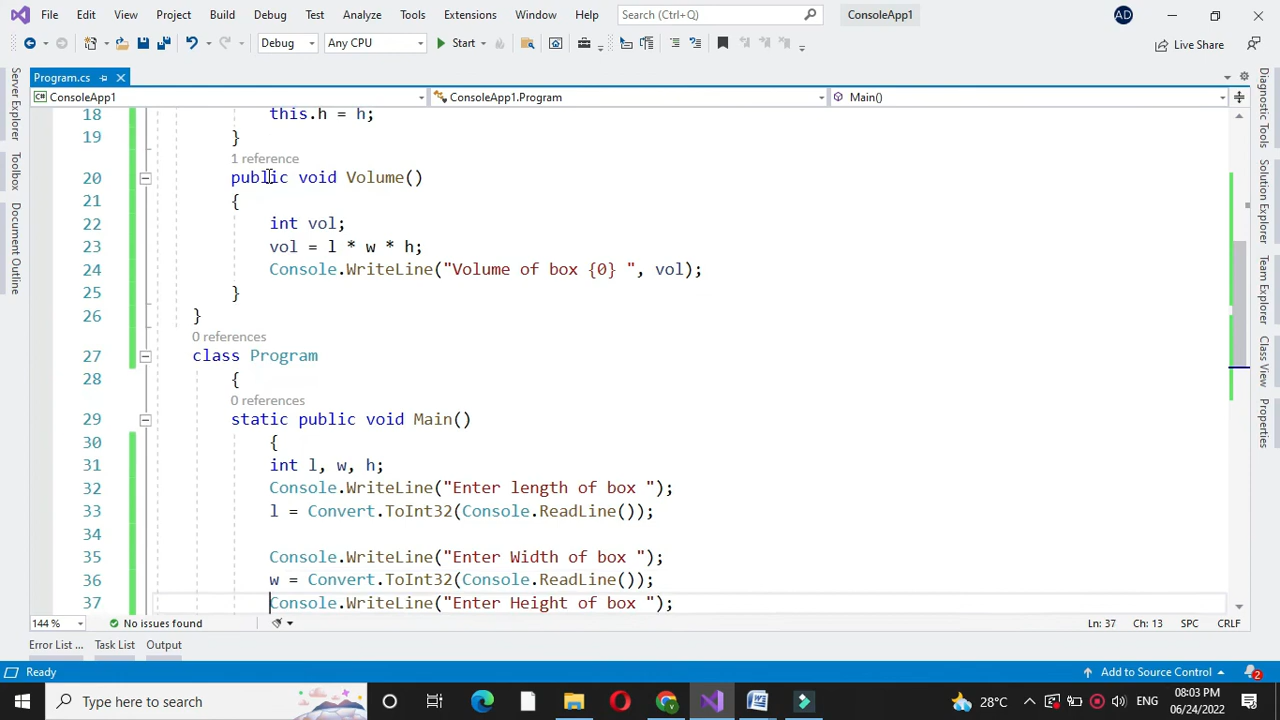 File Edit View Project Build Debug Test Analyze Tools Extensions Window Help Search (Ctrl+Q) ConsoleApp1 AD
Debug Any CPU Start Live Share
Program.cs
ConsoleApp1 ConsoleApp1.Program Main()
18 this.h = h;
19 }
1 reference
20 public void Volume()
21 {
22 int vol;
23 vol = l * w * h;
24 Console.WriteLine("Volume of box {0} ", vol);
25 }
26 }
0 references
27 class Program
28 {
0 references
29 static public void Main()
30 {
31 int l, w, h;
32 Console.WriteLine("Enter length of box ");
33 l = Convert.ToInt32(Console.ReadLine());
34
35 Console.WriteLine("Enter Width of box ");
36 w = Convert.ToInt32(Console.ReadLine());
37 Console.WriteLine("Enter Height of box ");
144 % No issues found Ln: 37 Ch: 13 SPC CRLF
Error List ... Task List Output
Ready Add to Source Control 2
Type here to search 28°C ENG 08:03 PM 06/24/2022
Server Explorer
Toolbox
Document Outline
Diagnostic Tools
Solution Explorer
Team Explorer
Class View
Properties